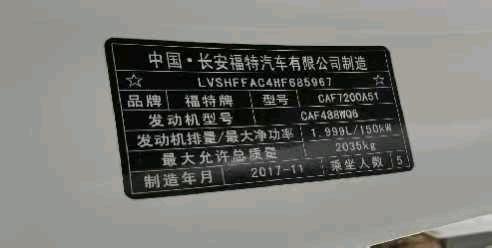 中国·长安福特汽车有限公司制造
☆ LVSHFFAC4HF685967 ☆
品牌 福特牌 型号 CAF7200A51
发动机型号 CAF488WQ6
发动机排量/最大净功率 1.999L/150kW
最大允许总质量 2035kg
制造年月 2017-11 乘坐人数 5